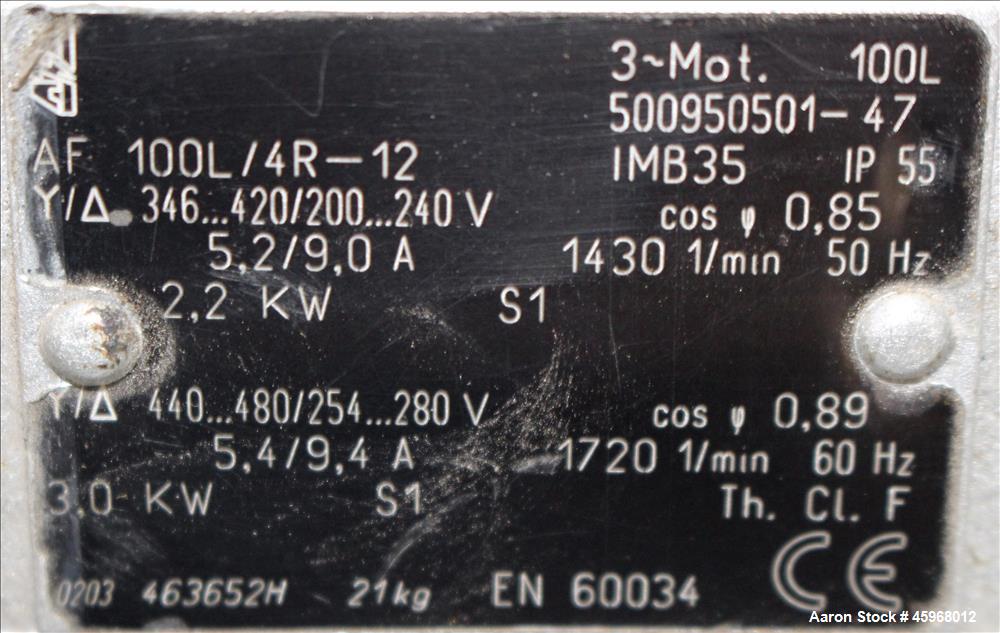 3~Mot. 100L
500950501-47
AF 100L/4R-12 IMB35 IP 55
Y/Δ 346...420/200...240 V cos φ 0,85
5,2/9,0 A 1430 1/min 50 Hz
2,2 KW S1
Y/Δ 440...480/254...280 V cos φ 0,89
5,4/9,4 A 1720 1/min 60 Hz
3,0 KW S1 Th. Cl. F
0203 463652H 21kg EN 60034 CE
Aaron Stock # 45968012